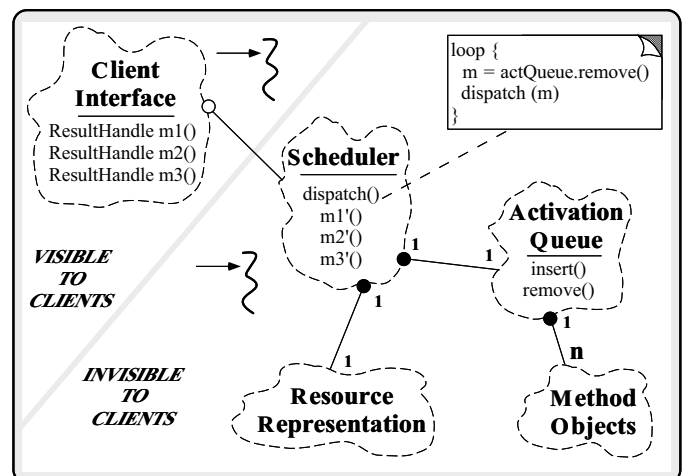 Client
Interface
ResultHandle m1()
ResultHandle m2()
ResultHandle m3()
loop {
m = actQueue.remove()
dispatch (m)
}
Scheduler
dispatch()
m1'()
m2'()
m3'()
Activation
Queue
insert()
remove()
VISIBLE
TO
CLIENTS
1
1
1
1
1
n
INVISIBLE
TO
CLIENTS
Resource
Representation
Method
Objects